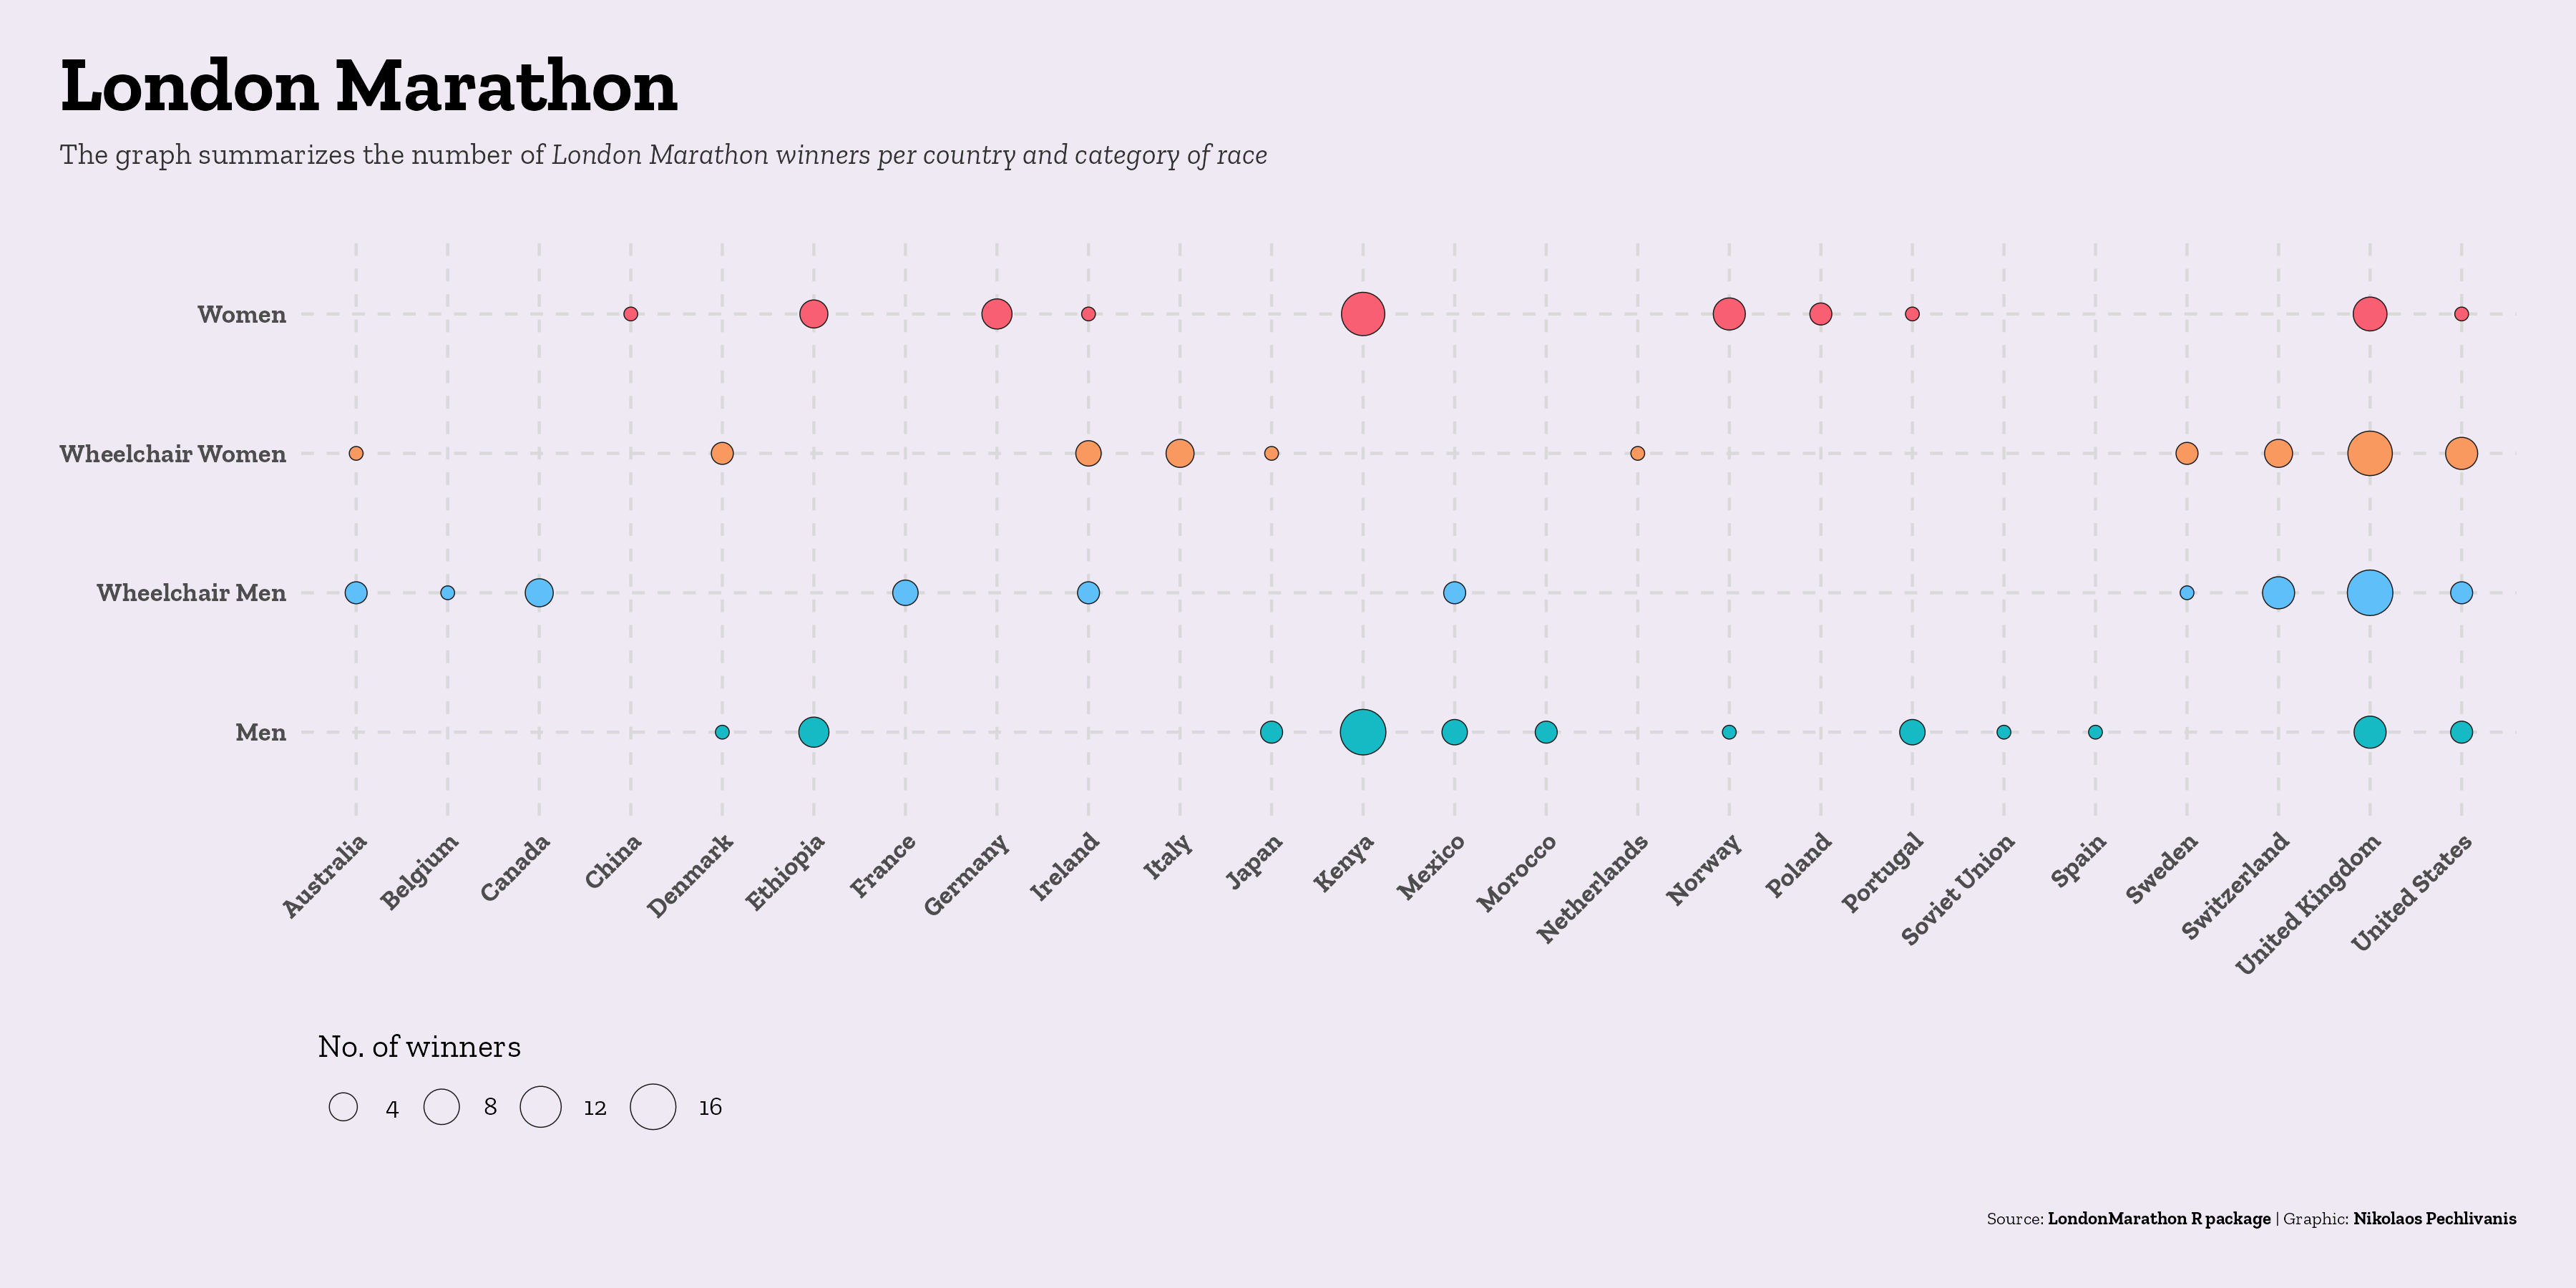 London Marathon
The graph summarizes the number of London Marathon winners per country and category of race
Women
Wheelchair Women
Wheelchair Men
Men
Australia
Belgium
Canada
China
Denmark
Ethiopia
France
Germany
Ireland
Italy
Japan
Kenya
Mexico
Morocco
Netherlands
Norway
Poland
Portugal
Soviet Union
Spain
Sweden
Switzerland
United Kingdom
United States
No. of winners
4 8 12 16
Source: LondonMarathon R package | Graphic: Nikolaos Pechlivanis